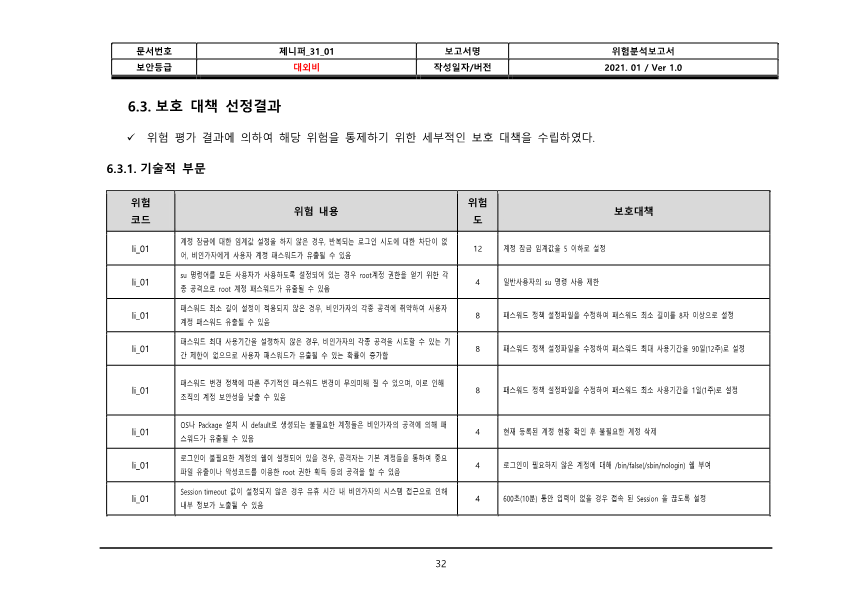 문서번호 제니퍼_31_01 보고서명 위험분석보고서
보안등급 대외비 작성일자/버전 2021. 01 / Ver 1.0
6.3. 보호 대책 선정결과
✓ 위험 평가 결과에 의하여 해당 위험을 통제하기 위한 세부적인 보호 대책을 수립하였다.
6.3.1. 기술적 부문
위험
코드
위험 내용
위험
도
보호대책
li_01
계정 잠금에 대한 임계값 설정을 하지 않은 경우, 반복되는 로그인 시도에 대한 차단이 없
어, 비인가자에게 사용자 계정 패스워드가 유출될 수 있음
12
계정 잠금 임계값을 5 이하로 설정
li_01
su 명령어를 모든 사용자가 사용하도록 설정되어 있는 경우 root계정 권한을 얻기 위한 각
종 공격으로 root 계정 패스워드가 유출될 수 있음
4
일반사용자의 su 명령 사용 제한
li_01
패스워드 최소 길이 설정이 적용되지 않은 경우, 비인가자의 각종 공격에 취약하여 사용자
계정 패스워드 유출될 수 있음
8
패스워드 정책 설정파일을 수정하여 패스워드 최소 길이를 8자 이상으로 설정
li_01
패스워드 최대 사용기간을 설정하지 않은 경우, 비인가자의 각종 공격을 시도할 수 있는 기
간 제한이 없으므로 사용자 패스워드가 유출될 수 있는 확률이 증가함
8
패스워드 정책 설정파일을 수정하여 패스워드 최대 사용기간을 90일(12주)로 설정
li_01
패스워드 변경 정책에 따른 주기적인 패스워드 변경이 무의미해 질 수 있으며, 이로 인해
조직의 계정 보안성을 낮출 수 있음
8
패스워드 정책 설정파일을 수정하여 패스워드 최소 사용기간을 1일(1주)로 설정
li_01
OS나 Package 설치 시 default로 생성되는 불필요한 계정들은 비인가자의 공격에 의해 패
스워드가 유출될 수 있음
4
현재 등록된 계정 현황 확인 후 불필요한 계정 삭제
li_01
로그인이 불필요한 계정의 쉘이 설정되어 있을 경우, 공격자는 기본 계정들을 통하여 중요
파일 유출이나 악성코드를 이용한 root 권한 획득 등의 공격을 할 수 있음
4
로그인이 필요하지 않은 계정에 대해 /bin/false(/sbin/nologin) 쉘 부여
li_01
Session timeout 값이 설정되지 않은 경우 유휴 시간 내 비인가자의 시스템 접근으로 인해
내부 정보가 노출될 수 있음
4
600초(10분) 동안 입력이 없을 경우 접속 된 Session 을 끊도록 설정
32